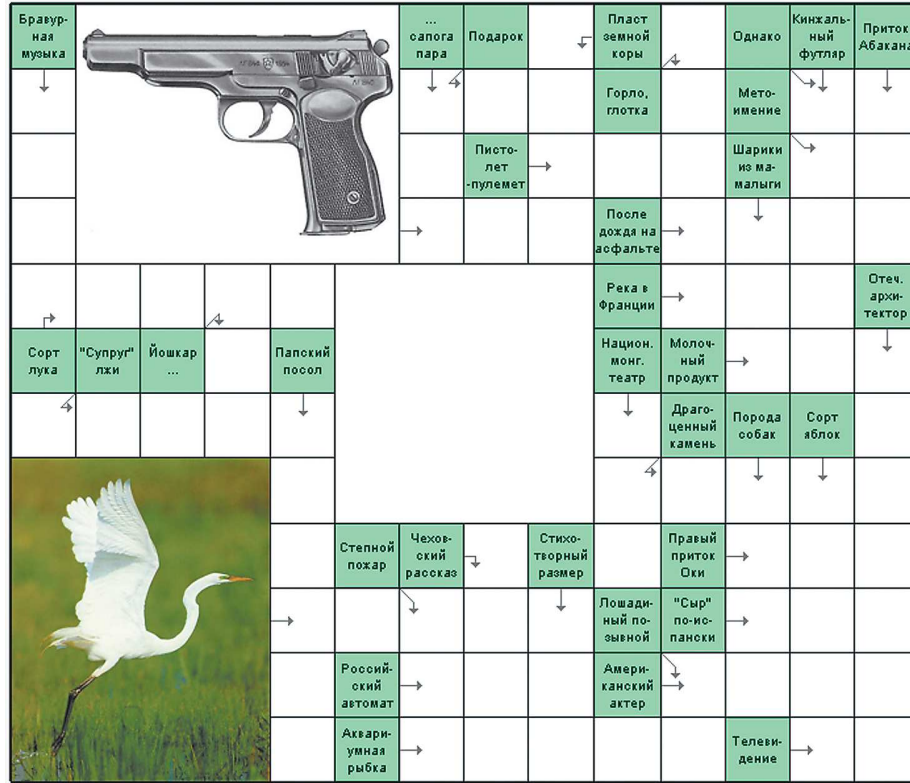 Бравур-
ная
музыка
...
сапога
пара
Подарок
Пласт
земной
коры
Однако
Кинжаль-
ный
футляр
Приток
Абакана
Горло,
глотка
Мето-
имение
Писто-
лет
-пулемет
Шарики
из ма-
малыги
После
дождя на
асфальте
Река в
Франции
Отеч.
архи-
тектор
Сорт
лука
"Супруг"
лжи
Йошкар
...
Папский
посол
Национ.
монг.
театр
Молоч-
ный
продукт
Драго-
ценный
камень
Порода
собак
Сорт
яблок
Степной
пожар
Чехов-
ский
рассказ
Стихо-
творный
размер
Правый
приток
Оки
Лошади-
ный по-
зывной
"Сыр"
по-ис-
пански
Россий-
ский
автомат
Амери-
канский
актер
Аквари-
умная
рыбка
Телеви-
дение